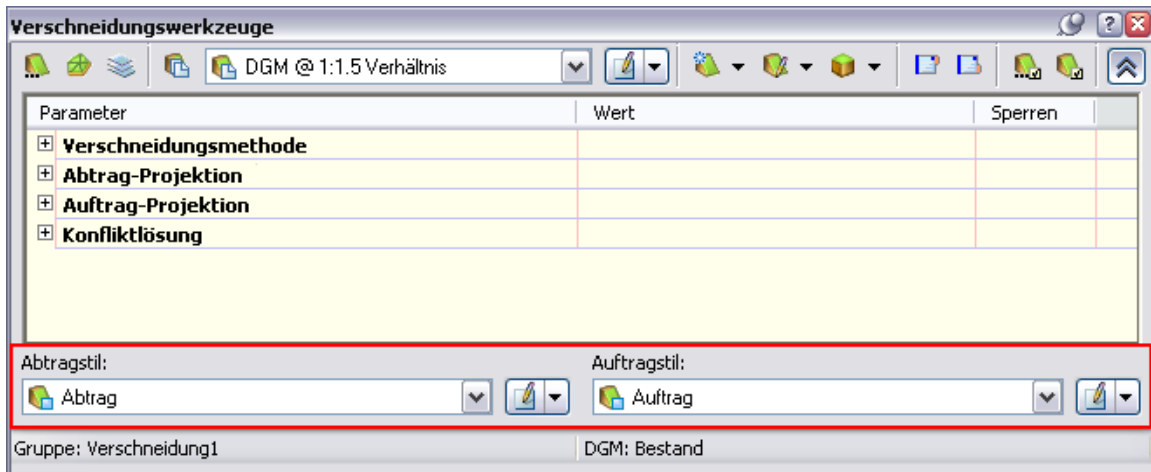 Verschneidungswerkzeuge
DGM @ 1:1.5 Verhältnis
Parameter Wert Sperren
Verschneidungsmethode
Abtrag-Projektion
Auftrag-Projektion
Konfliktlösung
Abtragstil: Auftragstil:
Abtrag Auftrag
Gruppe: Verschneidung1 DGM: Bestand